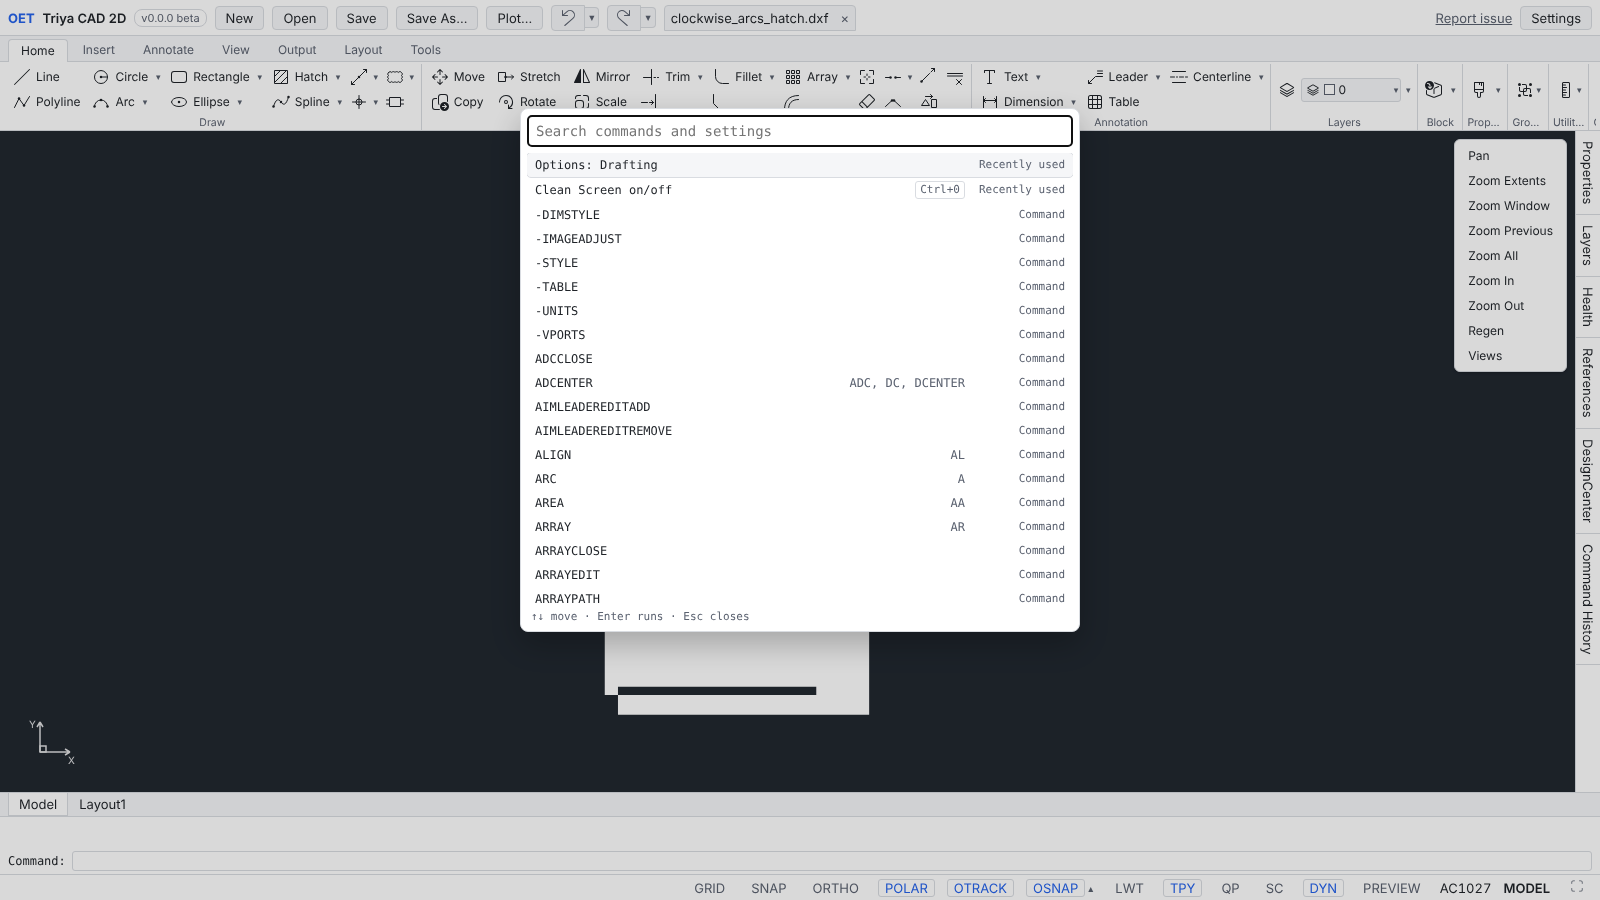 OET Triya CAD 2D v0.0.0 beta New Open Save Save As... Plot... clockwise_arcs_hatch.dxf × Report issue Settings
Home Insert Annotate View Output Layout Tools
Line Circle Rectangle Hatch Move Stretch Mirror Trim Fillet Array Text Leader Centerline
Polyline Arc Ellipse Spline Copy Rotate Scale Dimension Table
0
Draw Annotation Layers Block Prop... Gro... Utilit...
Search commands and settings
Options: Drafting Recently used
Clean Screen on/off Ctrl+0 Recently used
-DIMSTYLE Command
-IMAGEADJUST Command
-STYLE Command
-TABLE Command
-UNITS Command
-VPORTS Command
ADCCLOSE Command
ADCENTER ADC, DC, DCENTER Command
AIMLEADEREDITADD Command
AIMLEADEREDITREMOVE Command
ALIGN AL Command
ARC A Command
AREA AA Command
ARRAY AR Command
ARRAYCLOSE Command
ARRAYEDIT Command
ARRAYPATH Command
↑↓ move · Enter runs · Esc closes
Pan
Zoom Extents
Zoom Window
Zoom Previous
Zoom All
Zoom In
Zoom Out
Regen
Views
Properties
Layers
Health
References
DesignCenter
Command History
Y
X
Model Layout1
Command:
GRID SNAP ORTHO POLAR OTRACK OSNAP LWT TPY QP SC DYN PREVIEW AC1027 MODEL